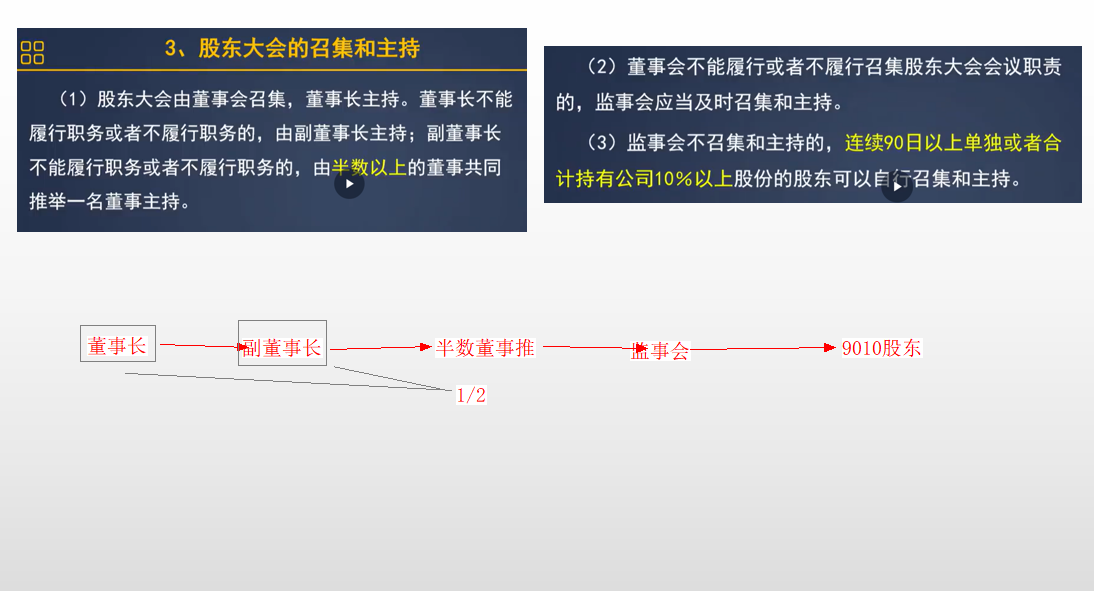 3、股东大会的召集和主持
（1）股东大会由董事会召集，董事长主持。董事长不能
履行职务或者不履行职务的，由副董事长主持；副董事长
不能履行职务或者不履行职务的，由半数以上的董事共同
推举一名董事主持。
（2）董事会不能履行或者不履行召集股东大会会议职责
的，监事会应当及时召集和主持。
（3）监事会不召集和主持的，连续90日以上单独或者合
计持有公司10%以上股份的股东可以自行召集和主持。
董事长
副董事长
半数董事推
监事会
9010股东
1/2